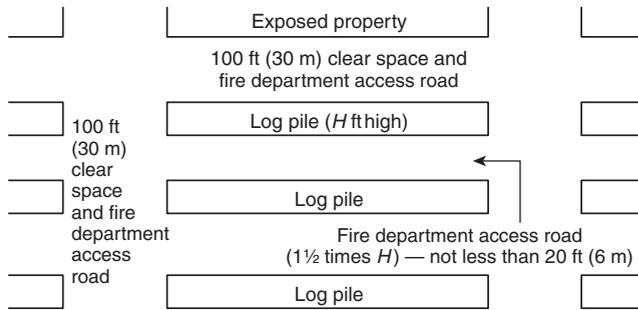 Exposed property
100 ft (30 m) clear space and
fire department access road
Log pile (H ft high)
100 ft
(30 m)
clear
space
and fire
department
access
road
Log pile
Fire department access road
(1½ times H) — not less than 20 ft (6 m)
Log pile